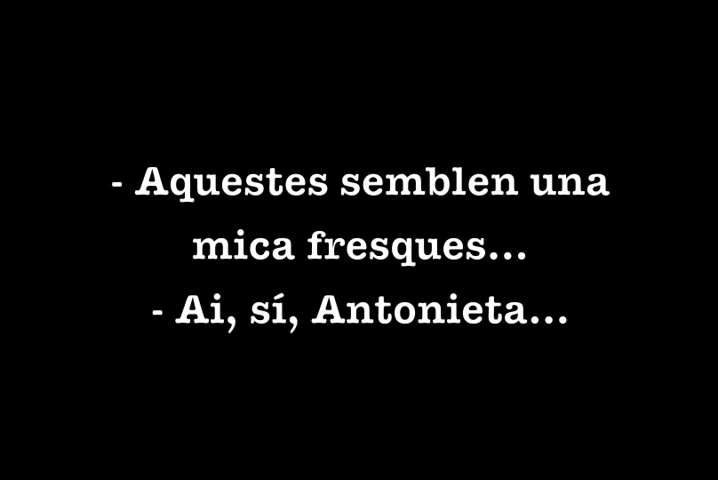 - Aquestes semblen una
mica fresques...
- Ai, sí, Antonieta...